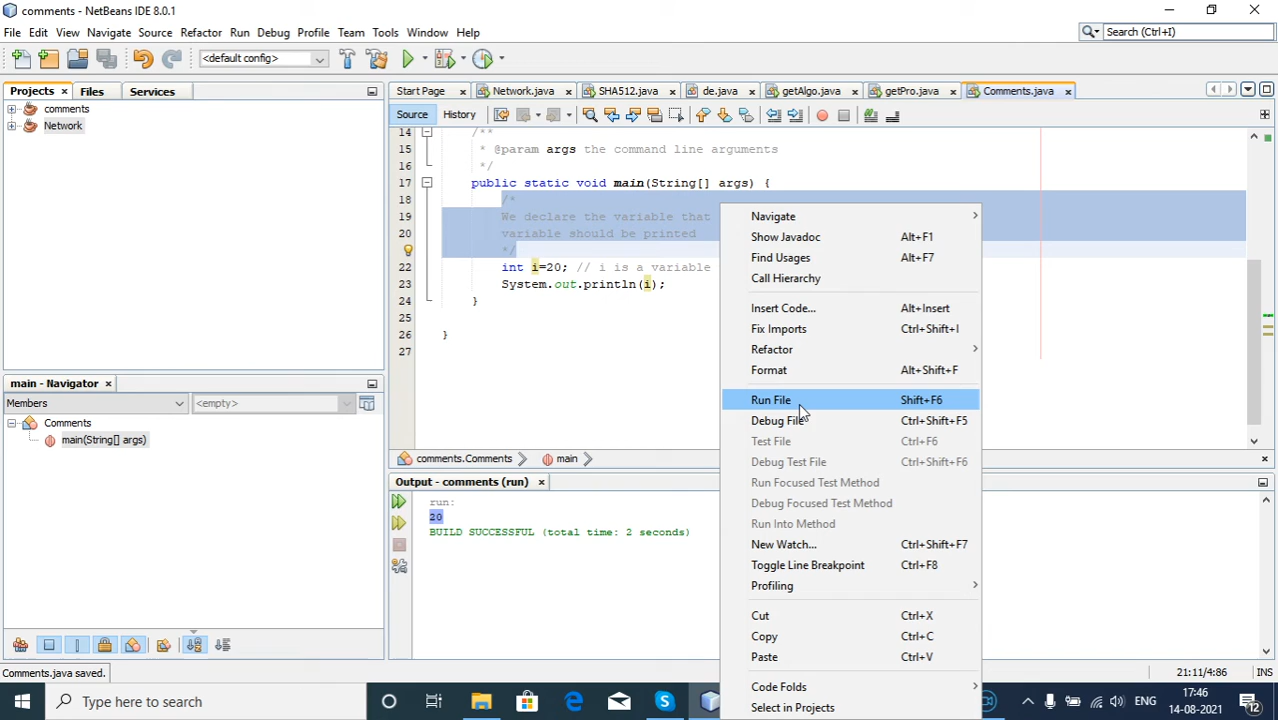 comments - NetBeans IDE 8.0.1
File Edit View Navigate Source Refactor Run Debug Profile Team Tools Window Help
Search (Ctrl+I)
<default config>
Projects Files Services
Start Page Network.java SHA512.java de.java getAlgo.java getPro.java Comments.java
comments
Network
Source History
14 /**
15 * @param args the command line arguments
16 */
17 public static void main(String[] args) {
18 /*
19 We declare the variable that
20 variable should be printed
*/
22 int i=20; // i is a variable
23 System.out.println(i);
24 }
25
26 }
27
Navigate
Show Javadoc Alt+F1
Find Usages Alt+F7
Call Hierarchy
Insert Code... Alt+Insert
Fix Imports Ctrl+Shift+I
Refactor
Format Alt+Shift+F
Run File Shift+F6
Debug File Ctrl+Shift+F5
Test File Ctrl+F6
Debug Test File Ctrl+Shift+F6
Run Focused Test Method
Debug Focused Test Method
Run Into Method
New Watch... Ctrl+Shift+F7
Toggle Line Breakpoint Ctrl+F8
Profiling
Cut Ctrl+X
Copy Ctrl+C
Paste Ctrl+V
Code Folds
Select in Projects
main - Navigator
Members <empty>
Comments
main(String[] args)
comments.Comments main
Output - comments (run)
run:
20
BUILD SUCCESSFUL (total time: 2 seconds)
Comments.java saved.
21:11/4:86 INS
Type here to search
ENG
17:46
14-08-2021
12